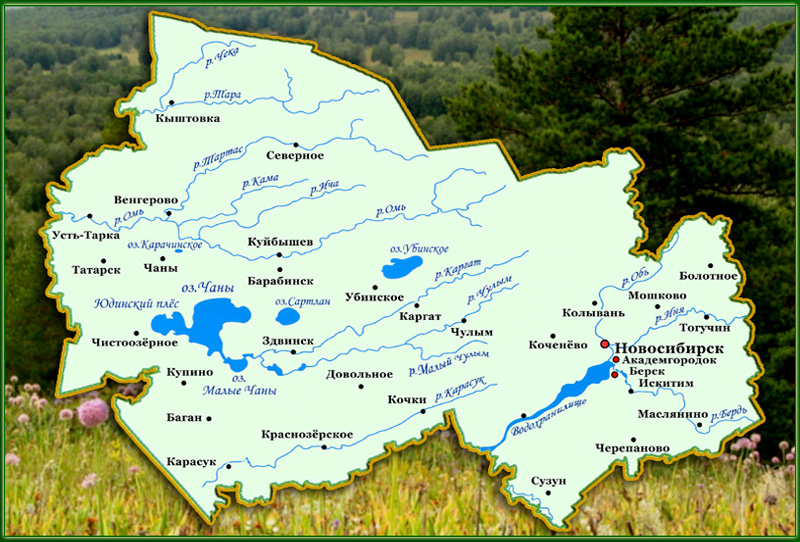 р.Чека
р.Тара
Кыштовка
р.Тартас
Северное
р.Кама
р.Ича
Венгерово
р.Омь
р.Омь
Усть-Тарка
оз.Карачинское
Куйбышев
оз.Убинское
Татарск
Чаны
Барабинск
р.Каргат
р.Обь
Болотное
оз.Чаны
Убинское
р.Чулым
Мошково
Юдинский плёс
оз.Сартлан
Каргат
Колывань
р.Иня
Чулым
Тогучин
Чистоозёрное
Здвинск
Коченёво
Новосибирск
р.Малый Чулым
Академгородок
Купино
оз.
Малые Чаны
Довольное
Берск
Искитим
р.Карасук
Кочки
Водохранилище
Маслянино
р.Бердь
Баган
Краснозёрское
Черепаново
Карасук
Сузун